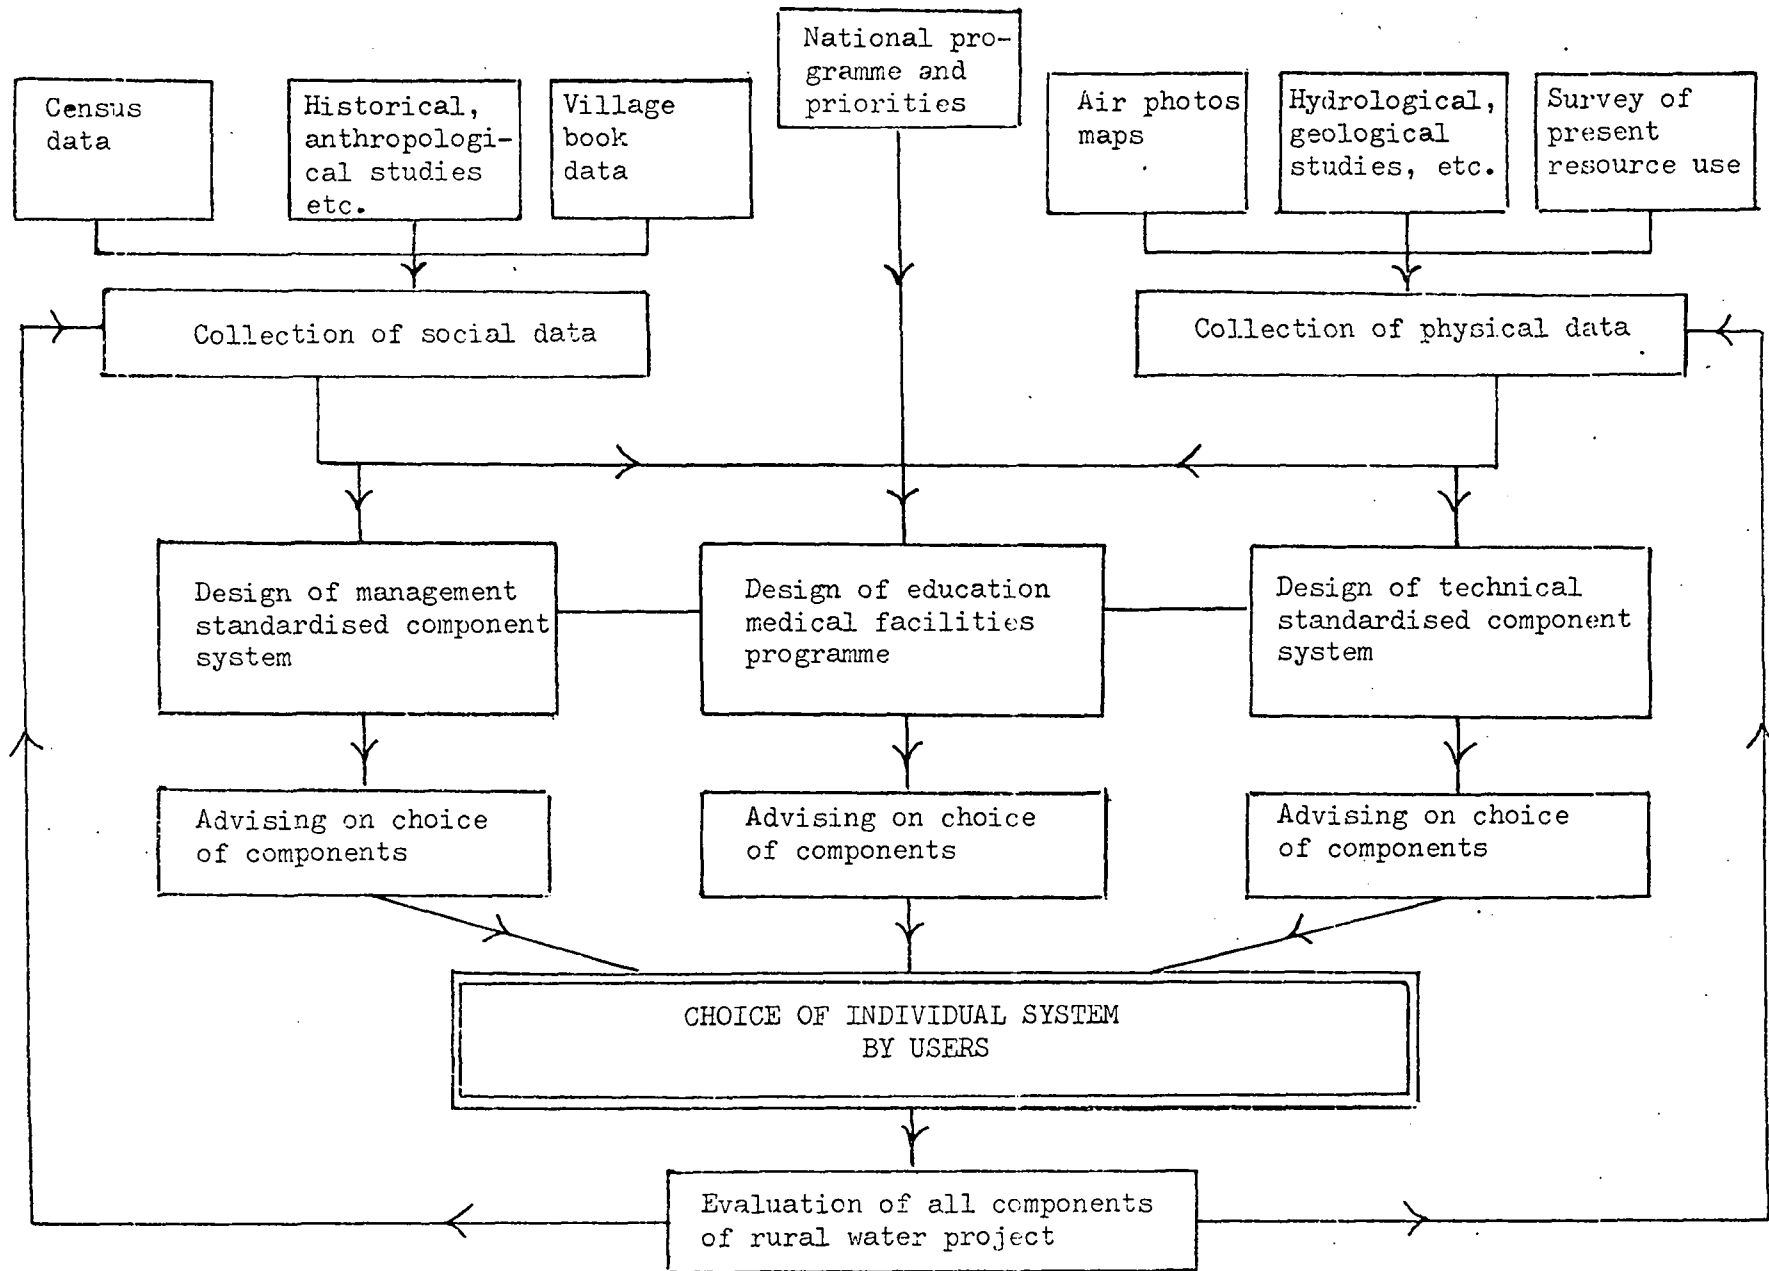 National pro-
gramme and
priorities
Census
data
Historical,
anthropologi-
cal studies
etc.
Village
book
data
Air photos
maps
Hydrological,
geological
studies, etc.
Survey of
present
resource use
Collection of social data
Collection of physical data
Design of management
standardised component
system
Design of education
medical facilities
programme
Design of technical
standardised component
system
Advising on choice
of components
Advising on choice
of components
Advising on choice
of components
CHOICE OF INDIVIDUAL SYSTEM
BY USERS
Evaluation of all components
of rural water project